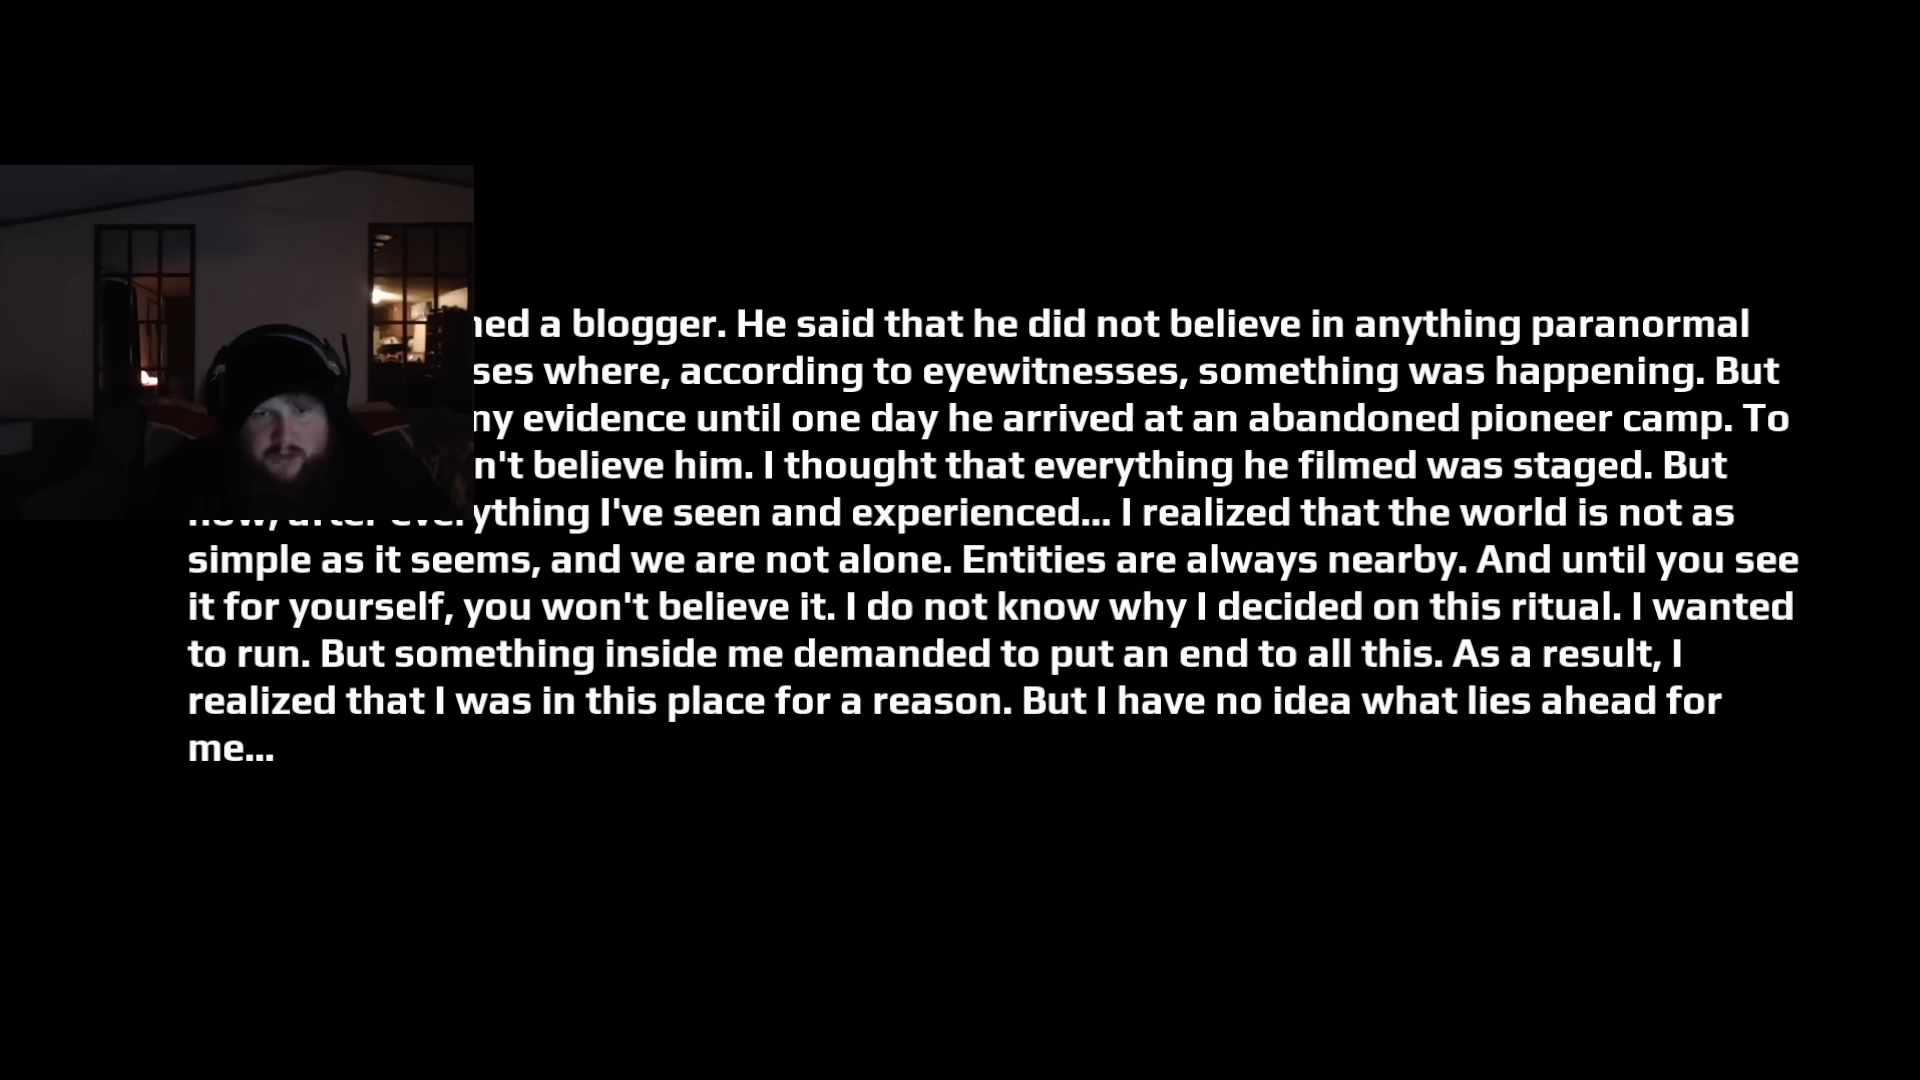 a blogger. He said that he did not believe in anything paranormal
where, according to eyewitnesses, something was happening. But
evidence until one day he arrived at an abandoned pioneer camp. To
believe him. I thought that everything he filmed was staged. But
now, after everything I've seen and experienced... I realized that the world is not as
simple as it seems, and we are not alone. Entities are always nearby. And until you see
it for yourself, you won't believe it. I do not know why I decided on this ritual. I wanted
to run. But something inside me demanded to put an end to all this. As a result, I
realized that I was in this place for a reason. But I have no idea what lies ahead for
me...